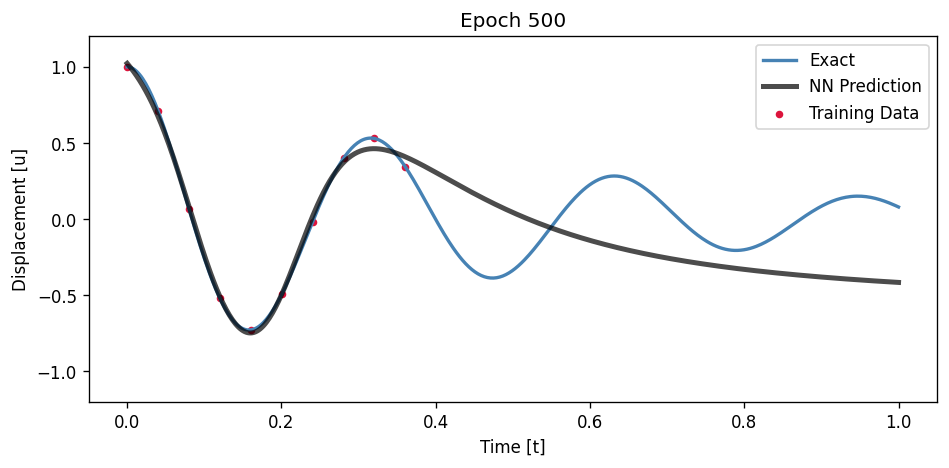 Epoch 500
Exact
NN Prediction
Training Data
Displacement [u]
1.0
0.5
0.0
−0.5
−1.0
0.0 0.2 0.4 0.6 0.8 1.0
Time [t]